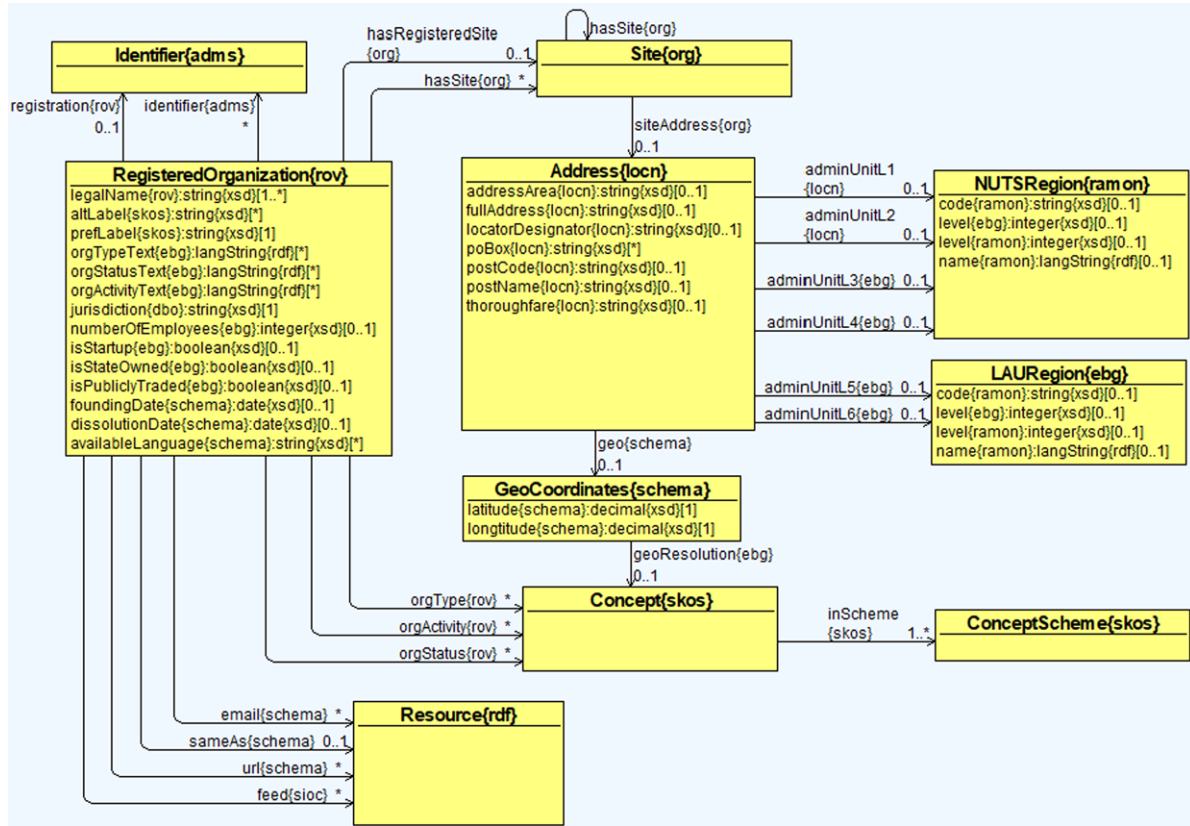 hasRegisteredSite
{org} 0..1
hasSite{org}
Identifier{adms}
Site{org}
hasSite{org} *
registration{rov}
0..1
identifier{adms}
*
siteAddress{org}
0..1
RegisteredOrganization{rov}
legalName{rov}:string{xsd}[1..*]
altLabel{skos}:string{xsd}[*]
prefLabel{skos}:string{xsd}[1]
orgTypeText{ebg}:langString{rdf}[*]
orgStatusText{ebg}:langString{rdf}[*]
orgActivityText{ebg}:langString{rdf}[*]
jurisdiction{dbo}:string{xsd}[1]
numberOfEmployees{ebg}:integer{xsd}[0..1]
isStartup{ebg}:boolean{xsd}[0..1]
isStateOwned{ebg}:boolean{xsd}[0..1]
isPubliclyTraded{ebg}:boolean{xsd}[0..1]
foundingDate{schema}:date{xsd}[0..1]
dissolutionDate{schema}:date{xsd}[0..1]
availableLanguage{schema}:string{xsd}[*]
Address{locn}
addressArea{locn}:string{xsd}[0..1]
fullAddress{locn}:string{xsd}[0..1]
locatorDesignator{locn}:string{xsd}[0..1]
poBox{locn}:string{xsd}[*]
postCode{locn}:string{xsd}[0..1]
postName{locn}:string{xsd}[0..1]
thoroughfare{locn}:string{xsd}[0..1]
adminUnitL1
{locn} 0..1
adminUnitL2
{locn} 0..1
adminUnitL3{ebg} 0..1
adminUnitL4{ebg} 0..1
NUTSRegion{ramon}
code{ramon}:string{xsd}[0..1]
level{ebg}:integer{xsd}[0..1]
level{ramon}:integer{xsd}[0..1]
name{ramon}:langString{rdf}[0..1]
adminUnitL5{ebg} 0..1
adminUnitL6{ebg} 0..1
LAURegion{ebg}
code{ramon}:string{xsd}[0..1]
level{ebg}:integer{xsd}[0..1]
level{ramon}:integer{xsd}[0..1]
name{ramon}:langString{rdf}[0..1]
geo{schema}
0..1
GeoCoordinates{schema}
latitude{schema}:decimal{xsd}[1]
longtitude{schema}:decimal{xsd}[1]
geoResolution{ebg}
0..1
orgType{rov} *
orgActivity{rov} *
orgStatus{rov} *
Concept{skos}
inScheme
{skos} 1..*
ConceptScheme{skos}
email{schema} *
sameAs{schema} 0..1
url{schema} *
feed{sioc} *
Resource{rdf}